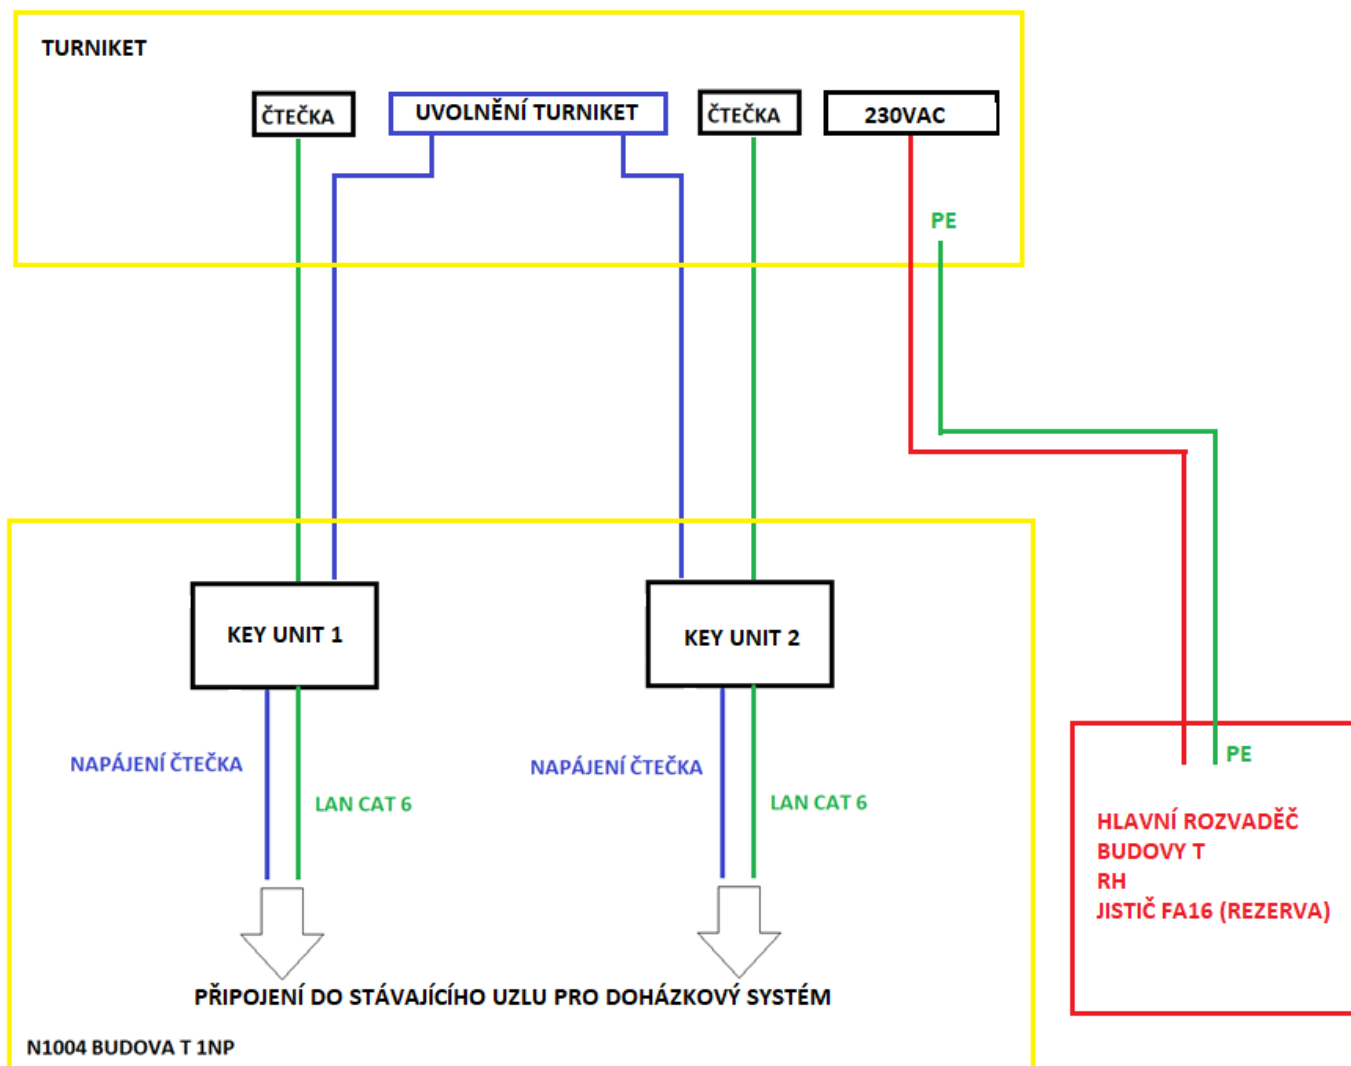 TURNIKET
ČTEČKA
UVOLNĚNÍ TURNIKET
ČTEČKA
230VAC
PE
KEY UNIT 1
KEY UNIT 2
NAPÁJENÍ ČTEČKA
LAN CAT 6
NAPÁJENÍ ČTEČKA
LAN CAT 6
PE
HLAVNÍ ROZVADĚČ
BUDOVY T
RH
JISTIČ FA16 (REZERVA)
PŘIPOJENÍ DO STÁVAJÍCÍHO UZLU PRO DOHÁZKOVÝ SYSTÉM
N1004 BUDOVA T 1NP